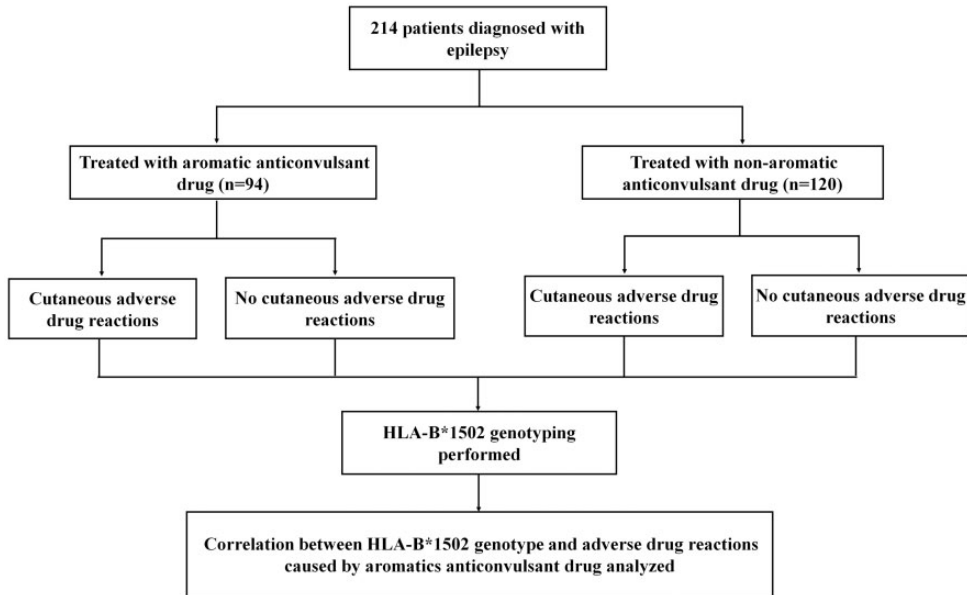 214 patients diagnosed with
epilepsy
Treated with aromatic anticonvulsant
drug (n=94)
Treated with non-aromatic
anticonvulsant drug (n=120)
Cutaneous adverse
drug reactions
No cutaneous adverse drug
reactions
Cutaneous adverse drug
reactions
No cutaneous adverse drug
reactions
HLA-B*1502 genotyping
performed
Correlation between HLA-B*1502 genotype and adverse drug reactions
caused by aromatics anticonvulsant drug analyzed